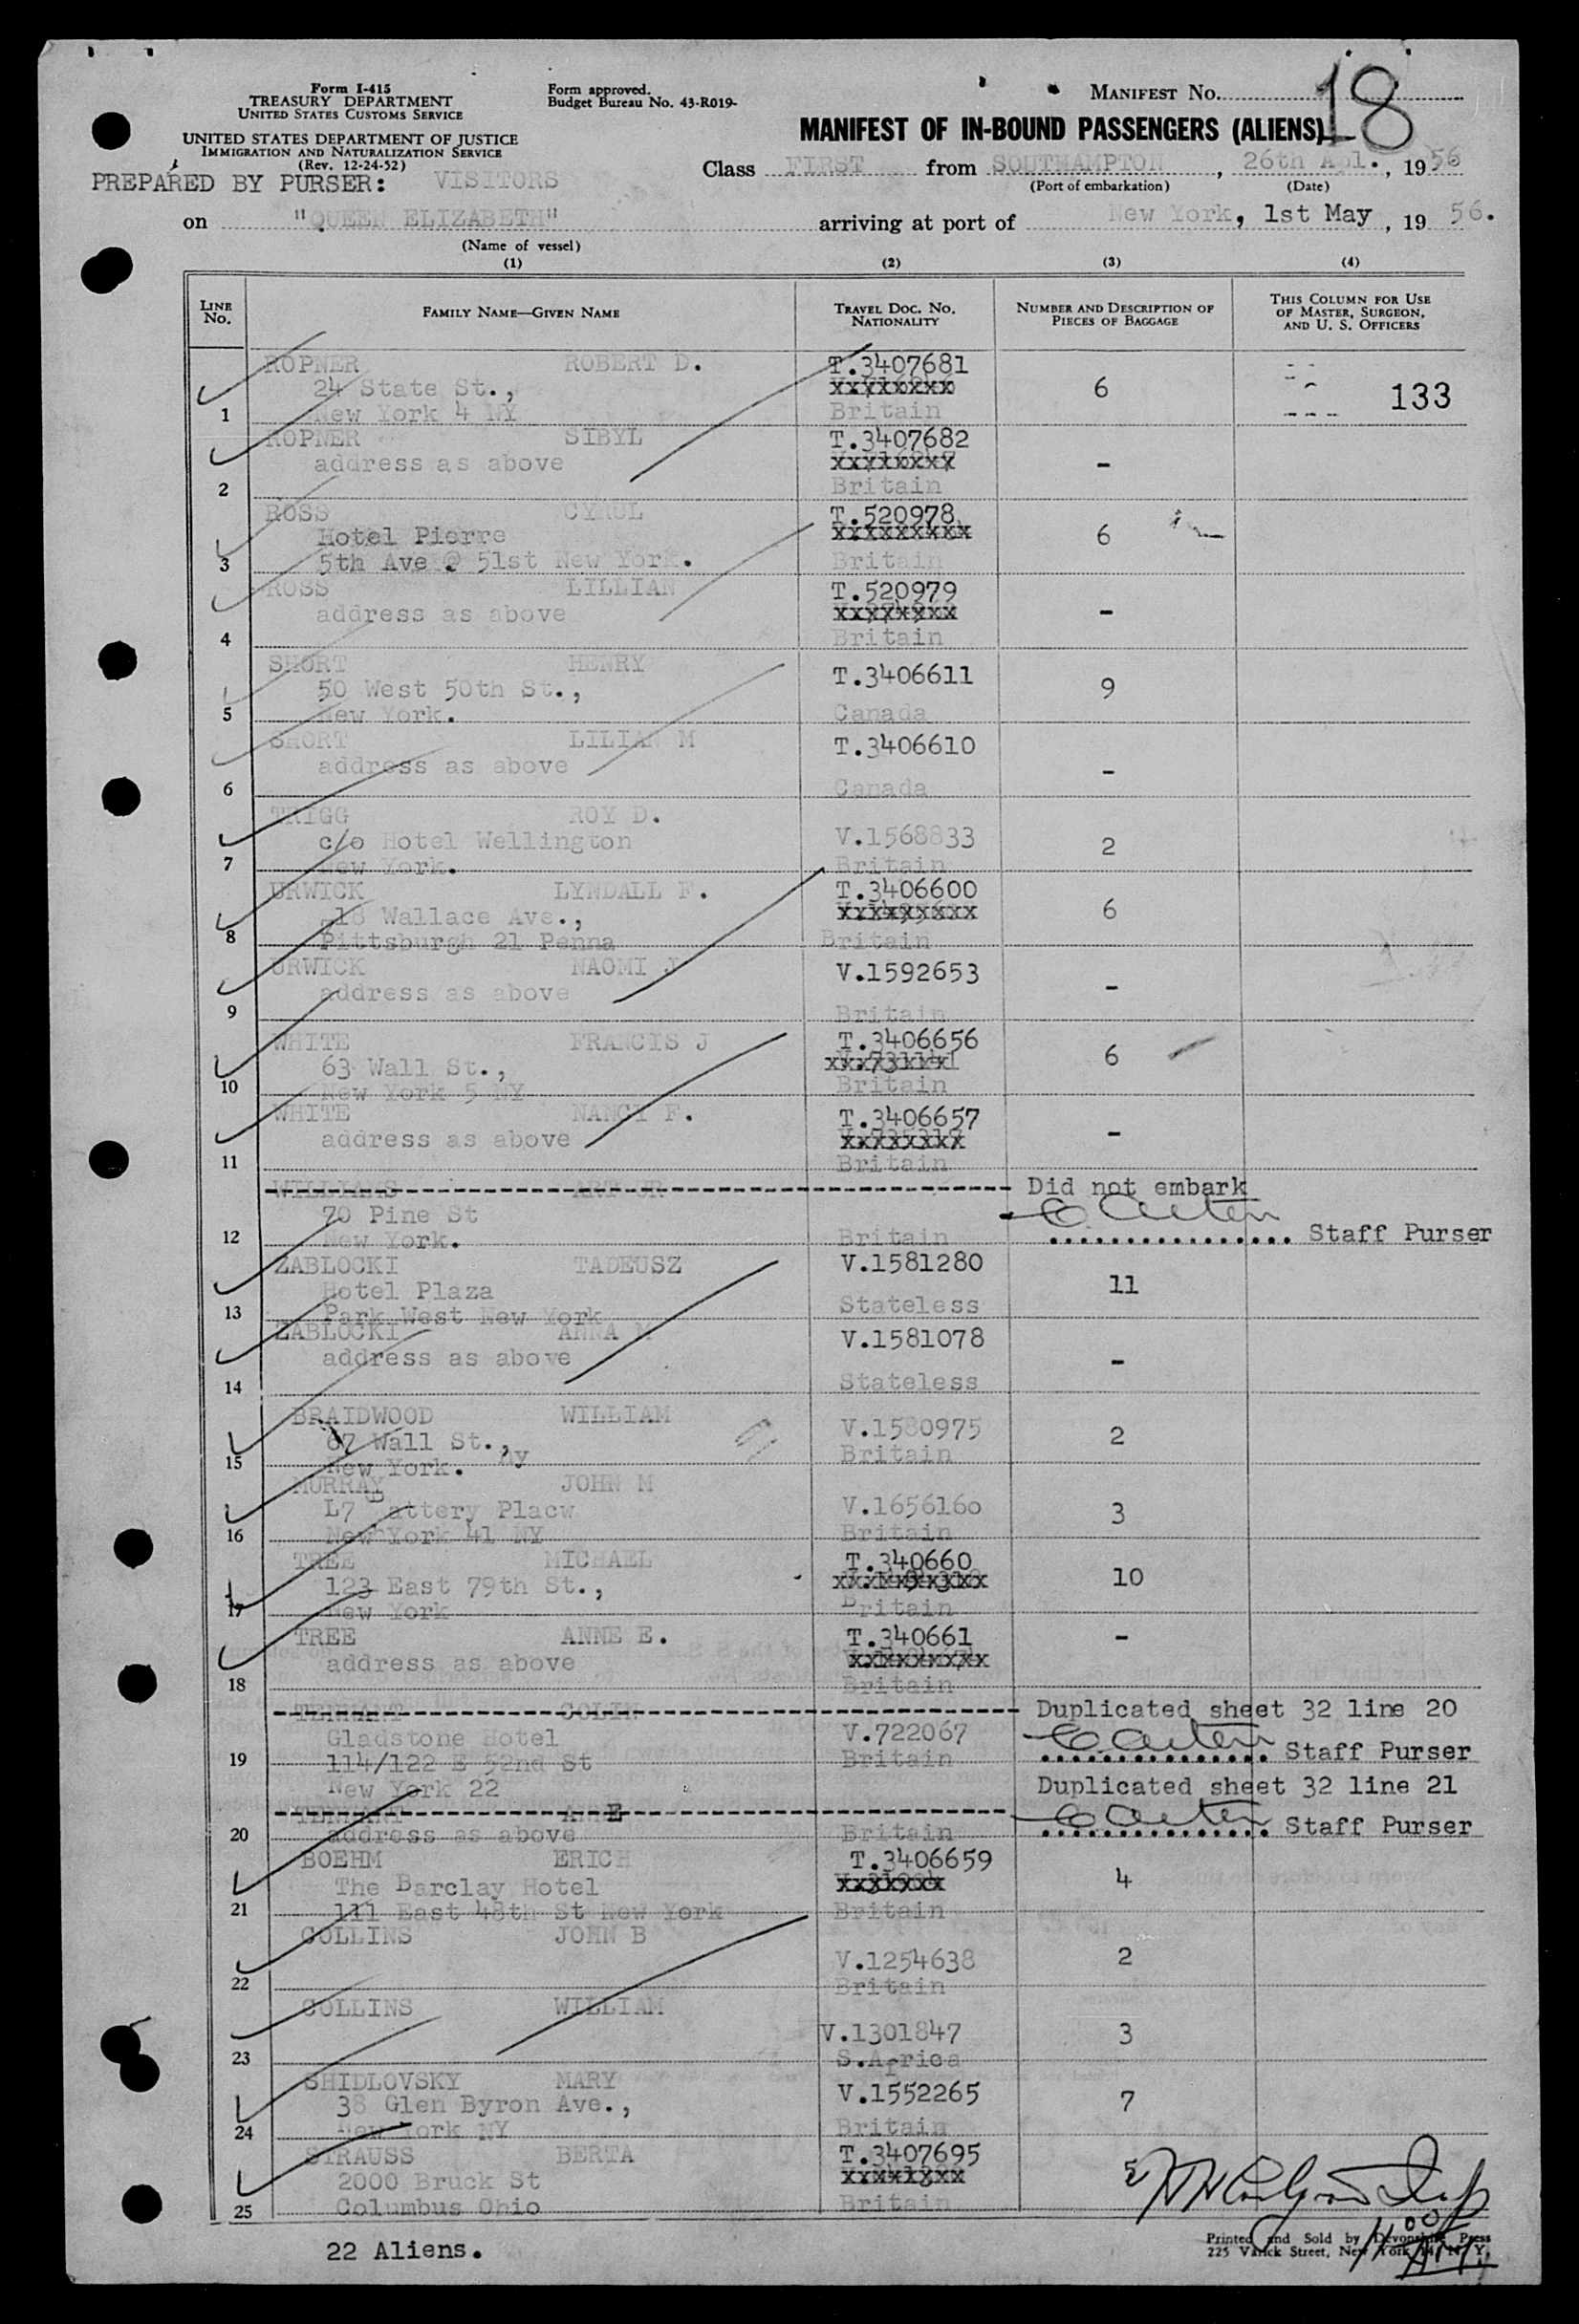 Form I-415
TREASURY DEPARTMENT
UNITED STATES CUSTOMS SERVICE
UNITED STATES DEPARTMENT OF JUSTICE
IMMIGRATION AND NATURALIZATION SERVICE
(Rev. 12-24-52)
Form approved.
Budget Bureau No. 43-R019-
MANIFEST NO. 18
MANIFEST OF IN-BOUND PASSENGERS (ALIENS)
PREPARED BY PURSER: VISITORS
Class FIRST from SOUTHAMPTON, 26th Apl., 1956
(Port of embarkation) (Date)
on "QUEEN ELIZABETH" arriving at port of New York, 1st May, 19 56.
(Name of vessel)
(1) (2) (3) (4)
LINE No. FAMILY NAME—GIVEN NAME TRAVEL DOC. NO. NATIONALITY NUMBER AND DESCRIPTION OF PIECES OF BAGGAGE THIS COLUMN FOR USE OF MASTER, SURGEON, AND U. S. OFFICERS
ROPNER ROBERT D. T.3407681
24 State St., 6 133
1 New York 4 NY Britain
ROPNER SIBYL T.3407682
address as above -
2 Britain
ROSS CYRUL T.520978
Hotel Pierre 6
3 5th Ave @ 51st New York. Britain
ROSS LILLIAN T.520979
address as above -
4 Britain
SHORT HENRY T.3406611
50 West 50th St., 9
5 New York. Canada
SHORT LILIAN M T.3406610
address as above -
6 Canada
TRIGG ROY D.
c/o Hotel Wellington V.1568833 2
7 New York. Britain
URWICK LYNDALL F. T.3406600
18 Wallace Ave., 6
8 Pittsburgh 21 Penna Britain
URWICK NAOMI J V.1592653
address as above -
9 Britain
WHITE FRANCIS J T.3406656
63 Wall St., 6
10 New York 5 NY Britain
WHITE NANCY F. T.3406657
address as above -
11 Britain
WILLIAMS ARTHUR Did not embark
70 Pine St
12 New York. Britain Staff Purser
ZABLOCKI TADEUSZ V.1581280
Hotel Plaza 11
13 Park West New York Stateless
ZABLOCKI ANNA M V.1581078
address as above -
14 Stateless
BRAIDWOOD WILLIAM V.1580975
67 Wall St., Britain 2
15 New York. ny
MURRAY JOHN M
L7 Battery Placw V.1656160 3
16 New York 41 NY Britain
TREE MICHAEL T.340660
123 East 79th St., 10
17 New York Britain
TREE ANNE E. T.340661 -
address as above
18 Britain
TENNANT COLIN Duplicated sheet 32 line 20
Gladstone Hotel V.722067
19 114/122 E 52nd St Britain Staff Purser
New York 22 Duplicated sheet 32 line 21
TENNANT ANNE
20 address as above Britain Staff Purser
BOEHM ERICH T.3406659
The Barclay Hotel 4
21 111 East 48th St New York Britain
COLLINS JOHN B
V.1254638 2
22 Britain
COLLINS WILLIAM
V.1301847 3
23 S.Africa
SHIDLOVSKY MARY V.1552265
38 Glen Byron Ave., 7
24 New York NY Britain
STRAUSS BERTA T.3407695
2000 Bruck St 5
25 Columbus Ohio Britain
22 Aliens.
Printed and Sold by Devonshire Press
225 Varick Street, New York 14, N. Y.